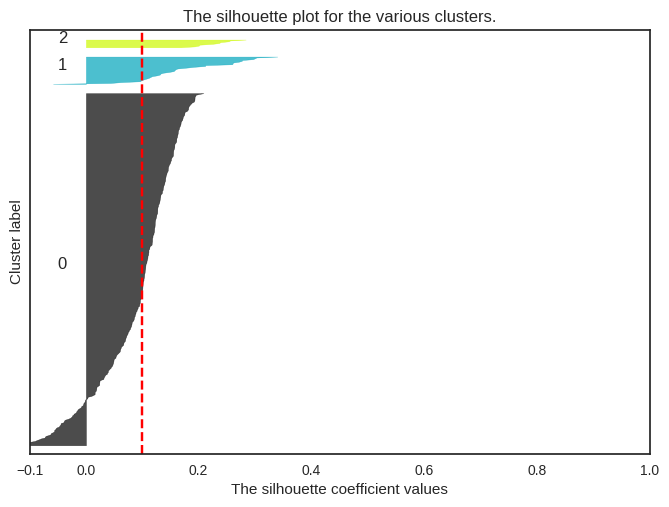 The silhouette plot for the various clusters.
2
1
0
Cluster label
−0.1 0.0 0.2 0.4 0.6 0.8 1.0
The silhouette coefficient values